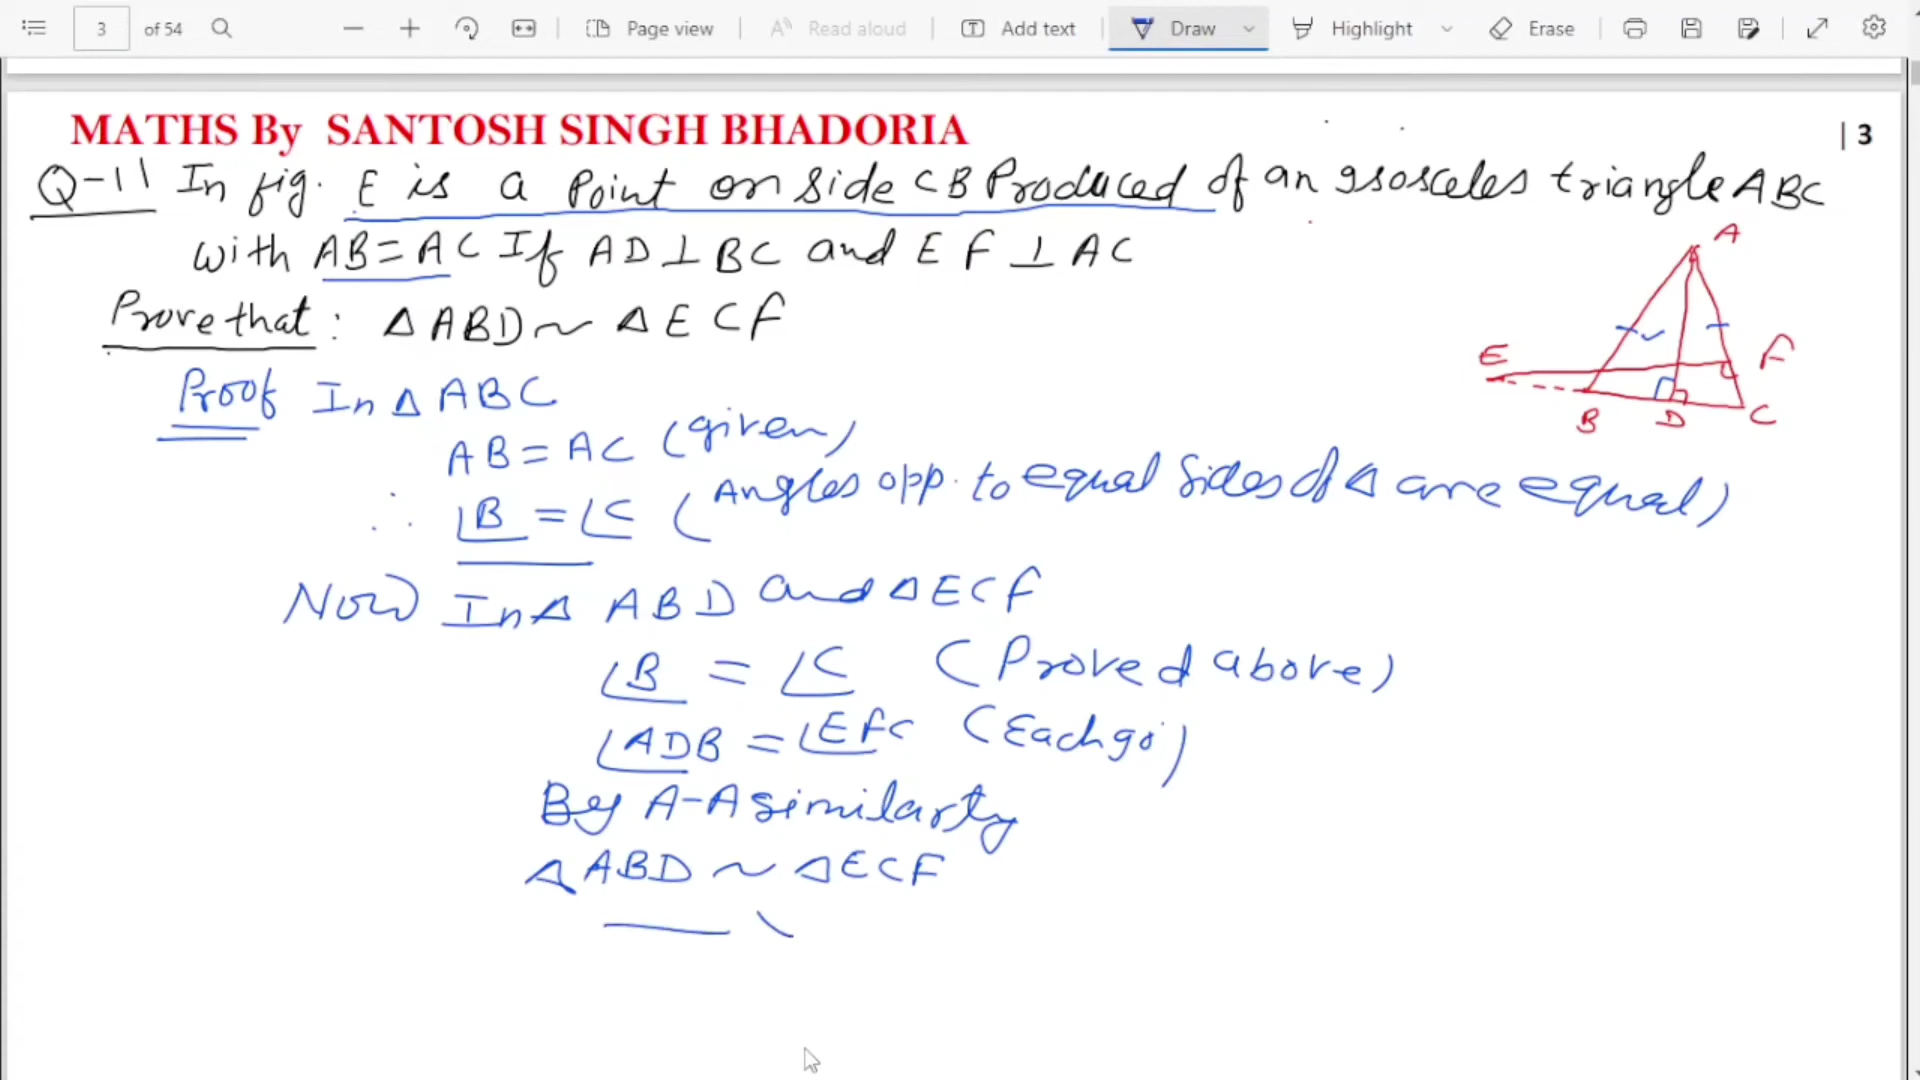 3 of 54 Page view Read aloud Add text Draw Highlight Erase
MATHS By SANTOSH SINGH BHADORIA | 3
Q-11 In fig. E is a Point on side CB Produced of an Isosceles triangle ABC
with AB = AC If AD ⊥ BC and EF ⊥ AC
Prove that : △ ABD ~ △ ECF
A
E
F
B
D
C
Proof In △ ABC
AB = AC (given)
∴ ∠B = ∠C (Angles opp. to equal sides of △ are equal)
Now In △ ABD and △ ECF
∠B = ∠C (Proved above)
∠ADB = ∠EFC (Each 90°)
By A-A similarty
△ ABD ~ △ ECF